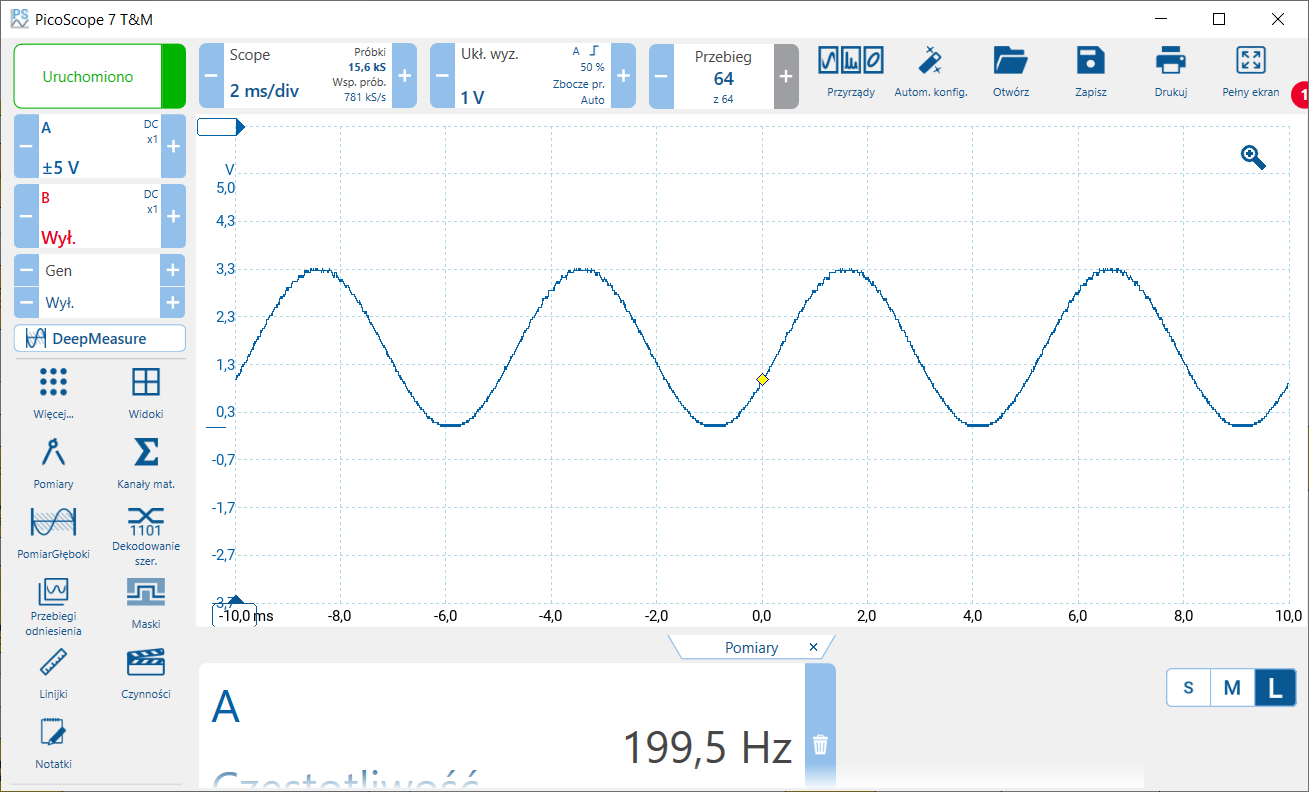 PS PicoScope 7 T&M
Uruchomiono
Scope
2 ms/div
Próbki
15,6 kS
Wsp. prób.
781 kS/s
Ukł. wyz.
1 V
A
50 %
Zbocze pr.
Auto
Przebieg
64
z 64
Przyrządy
Autom. konfig.
Otwórz
Zapisz
Drukuj
Pełny ekran
1
A
DC
x1
±5 V
B
DC
x1
Wył.
Gen
Wył.
DeepMeasure
Więcej...
Widoki
Pomiary
Kanały mat.
PomiarGłęboki
1101
Dekodowanie
szer.
Przebiegi
odniesienia
Maski
Linijki
Czynności
Notatki
V
5,0
4,3
3,3
2,3
1,3
0,3
-0,7
-1,7
-2,7
3,7
-10,0 ms
-8,0
-6,0
-4,0
-2,0
0,0
2,0
4,0
6,0
8,0
10,0
Pomiary
S M L
A
199,5 Hz
Częstotliwość